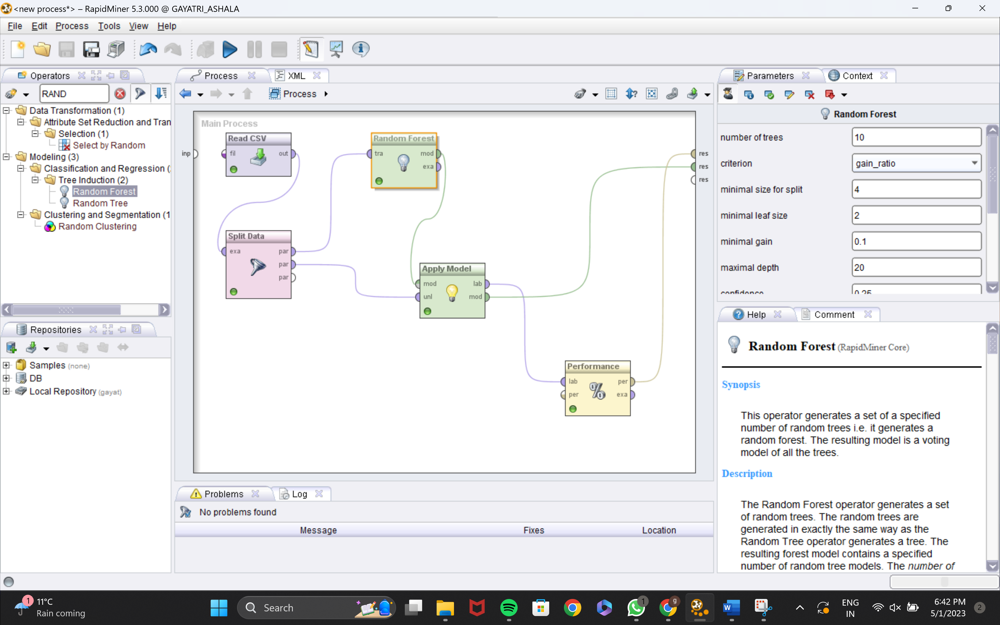 <new process*> – RapidMiner 5.3.000 @ GAYATRI_ASHALA
File Edit Process Tools View Help
Operators
RAND
Data Transformation (1)
Attribute Set Reduction and Tran
Selection (1)
Select by Random
Modeling (3)
Classification and Regression (
Tree Induction (2)
Random Forest
Random Tree
Clustering and Segmentation (1
Random Clustering
Repositories
Samples (none)
DB
Local Repository (gayat)
Process XML
Process
Main Process
inp
Read CSV
fil out
Random Forest
tra mod
exa
res
res
res
Split Data
exa par
par
par
Apply Model
mod lab
unl mod
Performance
lab per
per exa
Problems Log
No problems found
Message Fixes Location
Parameters Context
Random Forest
number of trees 10
criterion gain_ratio
minimal size for split 4
minimal leaf size 2
minimal gain 0.1
maximal depth 20
confidence 0.25
Help Comment
Random Forest (RapidMiner Core)
Synopsis
This operator generates a set of a specified
number of random trees i.e. it generates a
random forest. The resulting model is a voting
model of all the trees.
Description
The Random Forest operator generates a set
of random trees. The random trees are
generated in exactly the same way as the
Random Tree operator generates a tree. The
resulting forest model contains a specified
number of random tree models. The number of
1
11°C
Rain coming
Search
1
g
ENG
IN
6:42 PM
5/1/2023
2